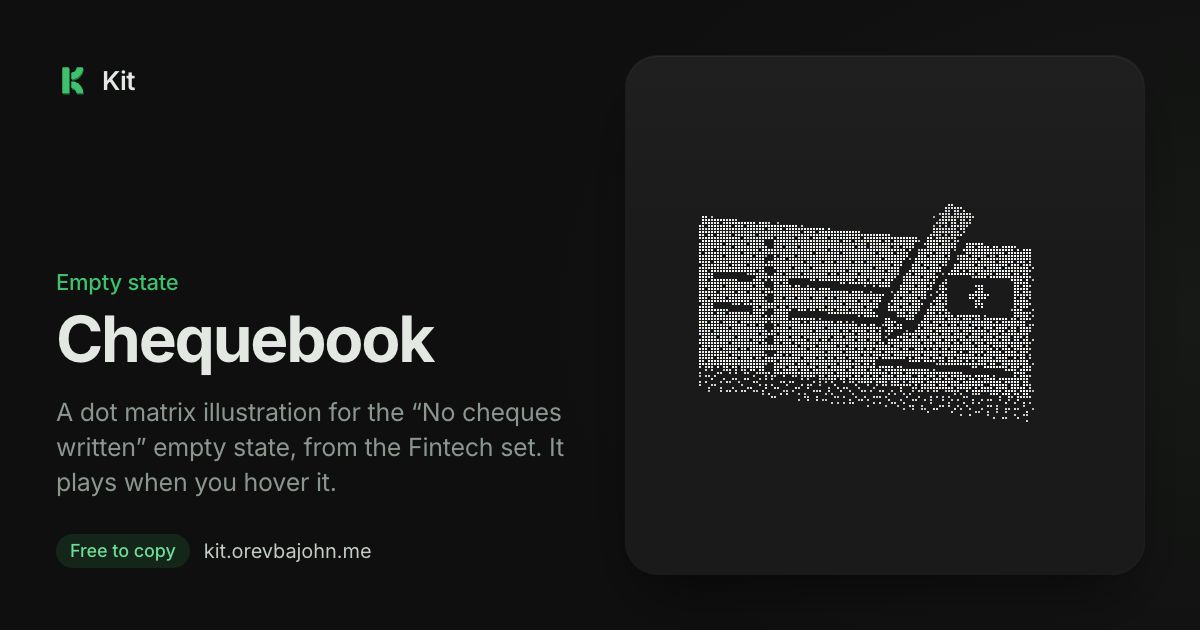 Kit
Empty state
Chequebook
A dot matrix illustration for the “No cheques
written” empty state, from the Fintech set. It
plays when you hover it.
Free to copy
kit.orevbajohn.me